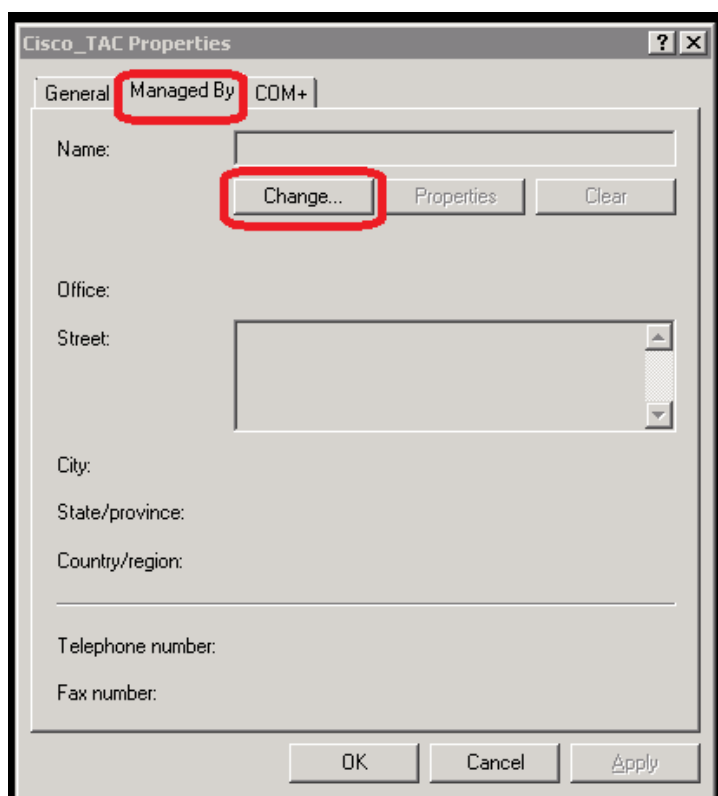 Cisco_TAC Properties
General Managed By COM+
Name:
Change... Properties Clear
Office:
Street:
City:
State/province:
Country/region:
Telephone number:
Fax number:
OK Cancel Apply